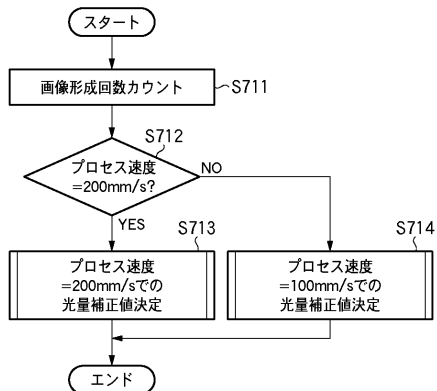 スタート
画像形成回数カウント
S711
S712
プロセス速度
=200mm/s?
NO
YES
S713
プロセス速度
=200mm/sでの
光量補正値決定
S714
プロセス速度
=100mm/sでの
光量補正値決定
エンド